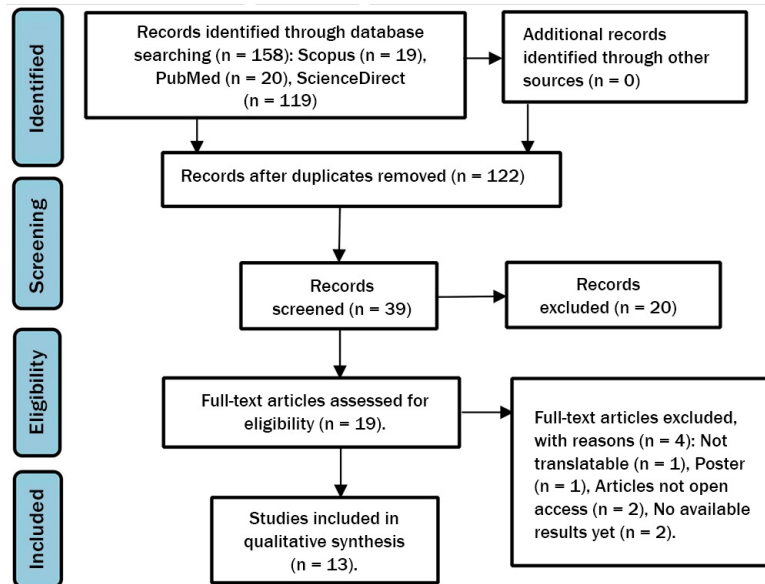 Identified
Records identified through database
searching (n = 158): Scopus (n = 19),
PubMed (n = 20), ScienceDirect
(n = 119)
Additional records
identified through other
sources (n = 0)
Records after duplicates removed (n = 122)
Screening
Records
screened (n = 39)
Records
excluded (n = 20)
Eligibility
Full-text articles assessed for
eligibility (n = 19).
Full-text articles excluded,
with reasons (n = 4): Not
translatable (n = 1), Poster
(n = 1), Articles not open
access (n = 2), No available
results yet (n = 2).
Included
Studies included in
qualitative synthesis
(n = 13).